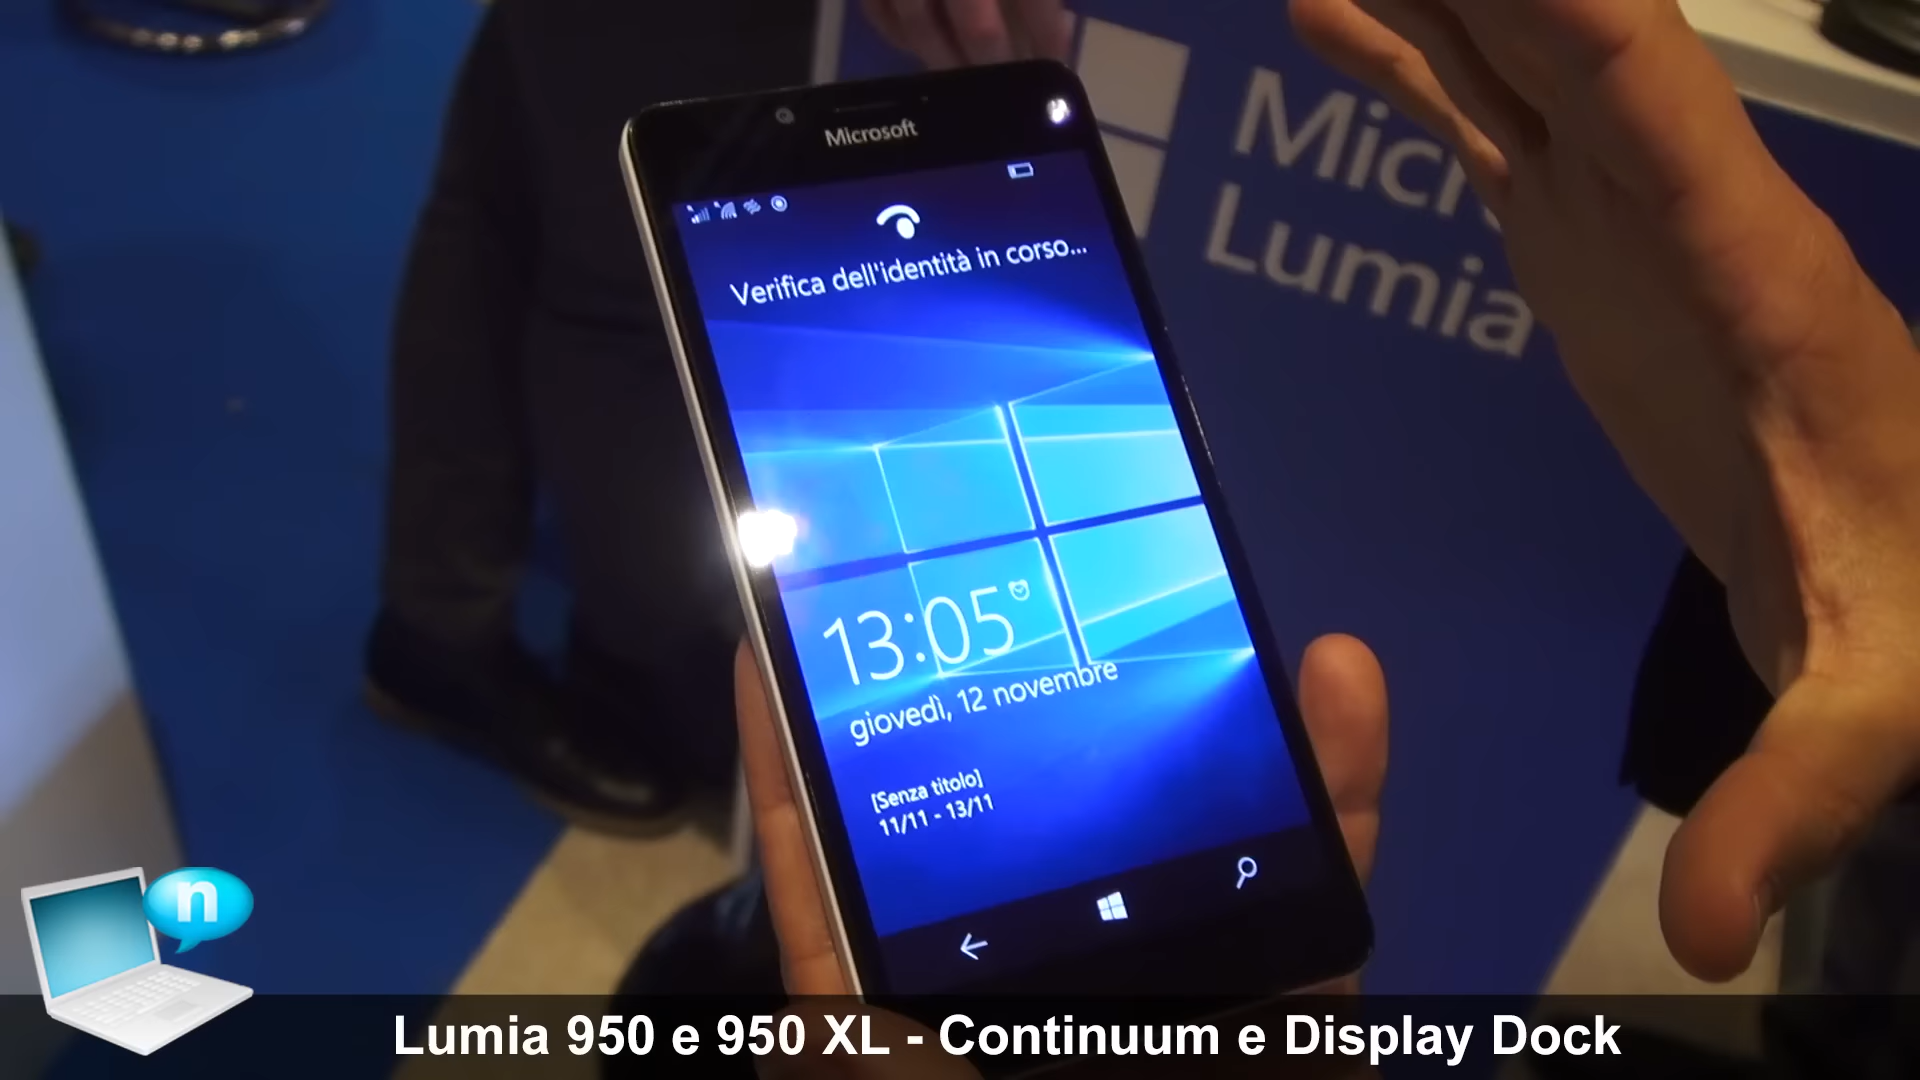 Microsoft
Verifica dell'identità in corso...
13:05
giovedì, 12 novembre
[Senza titolo]
11/11 - 13/11
Lumia
n
Lumia 950 e 950 XL - Continuum e Display Dock